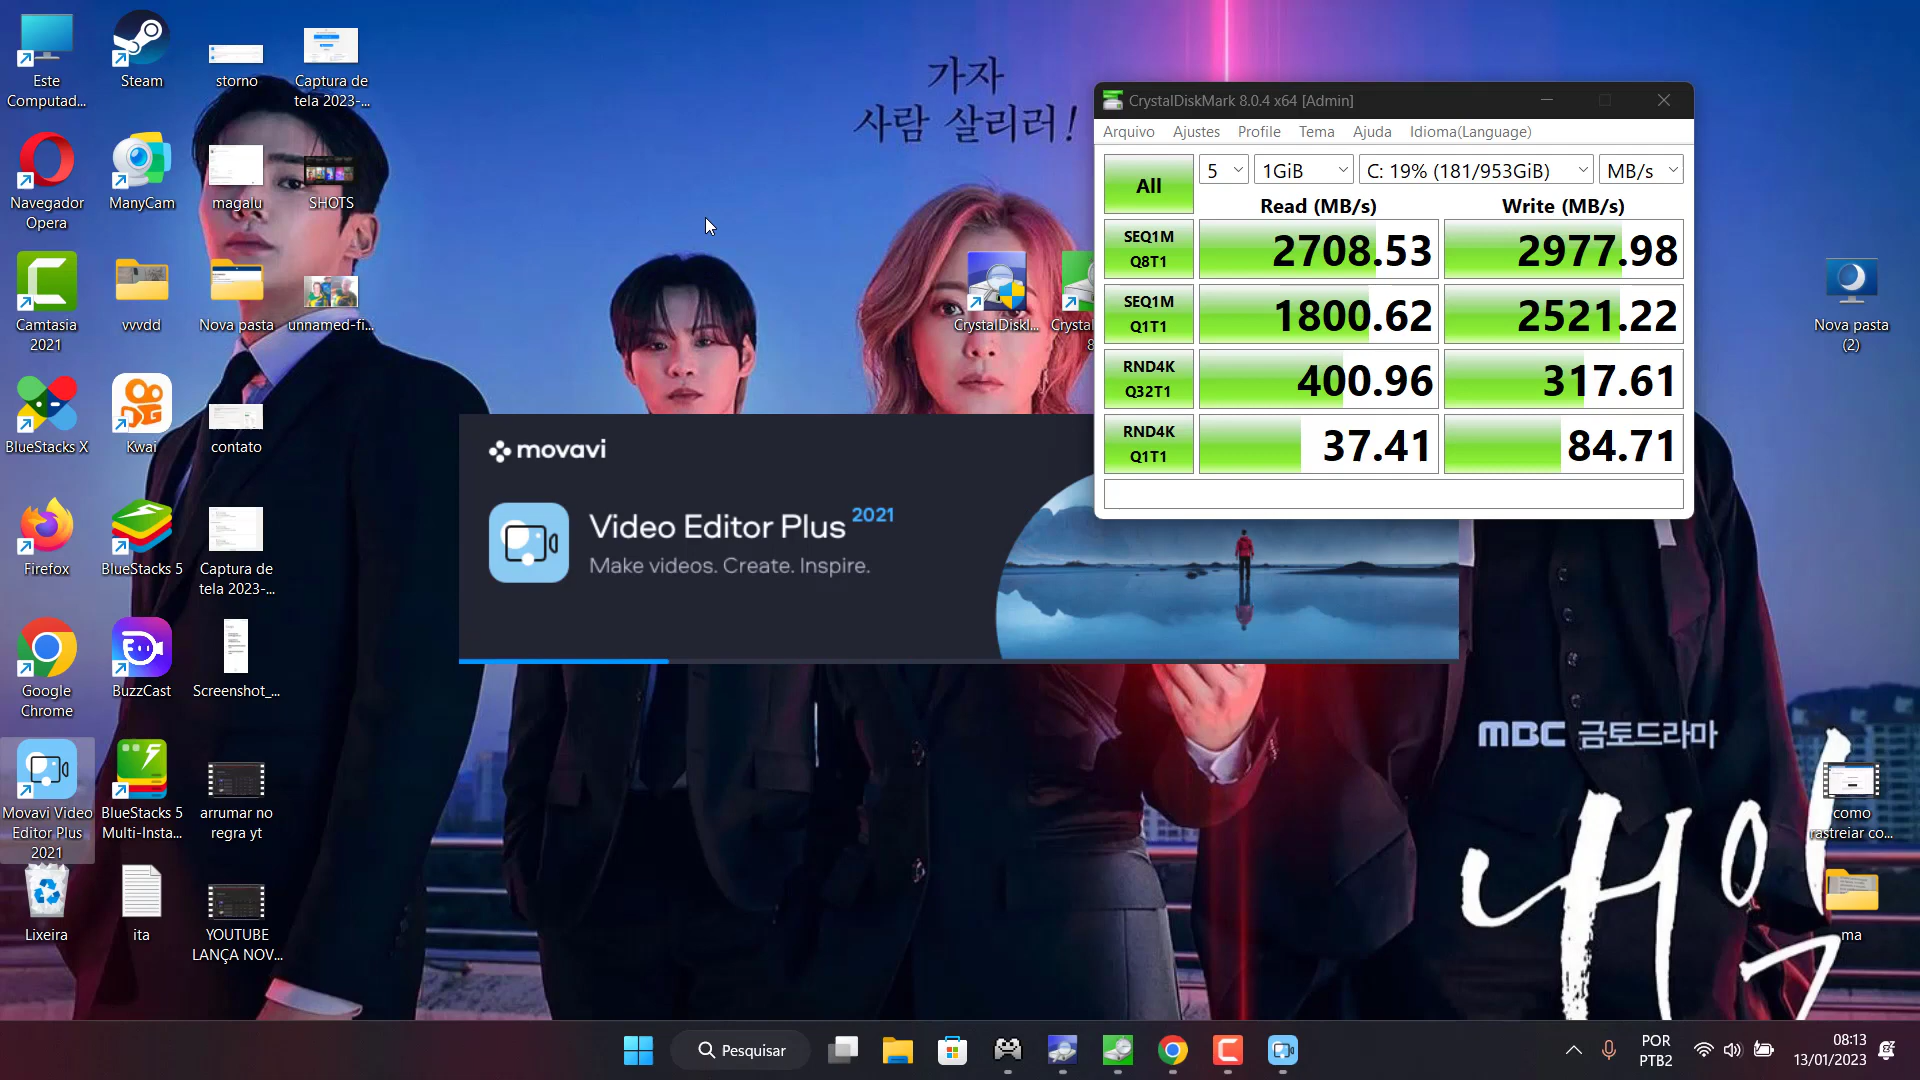 Este
Computad...
Steam
storno
Captura de
tela 2023-...
Navegador
Opera
ManyCam
magalu
SHOTS
Camtasia
2021
vvvdd
Nova pasta
unnamed-fi...
BlueStacks X
Kwai
contato
Firefox
BlueStacks 5
Captura de
tela 2023-...
Google
Chrome
BuzzCast
Screenshot_...
Movavi Video
Editor Plus
2021
BlueStacks 5
Multi-Insta...
arrumar no
regra yt
Lixeira
ita
YOUTUBE
LANÇA NOV...
가자
사람 살리러!
CrystalDiskI...
Crystal
8
movavi
Video Editor Plus 2021
Make videos. Create. Inspire.
CrystalDiskMark 8.0.4 x64 [Admin]
Arquivo Ajustes Profile Tema Ajuda Idioma(Language)
All 5 1GiB C: 19% (181/953GiB) MB/s
Read (MB/s) Write (MB/s)
SEQ1M
Q8T1
2708.53 2977.98
SEQ1M
Q1T1
1800.62 2521.22
RND4K
Q32T1
400.96 317.61
RND4K
Q1T1
37.41 84.71
Nova pasta
(2)
MBC 금토드라마
내일
como
rastreiar co...
ma
Pesquisar
POR
PTB2
08:13
13/01/2023